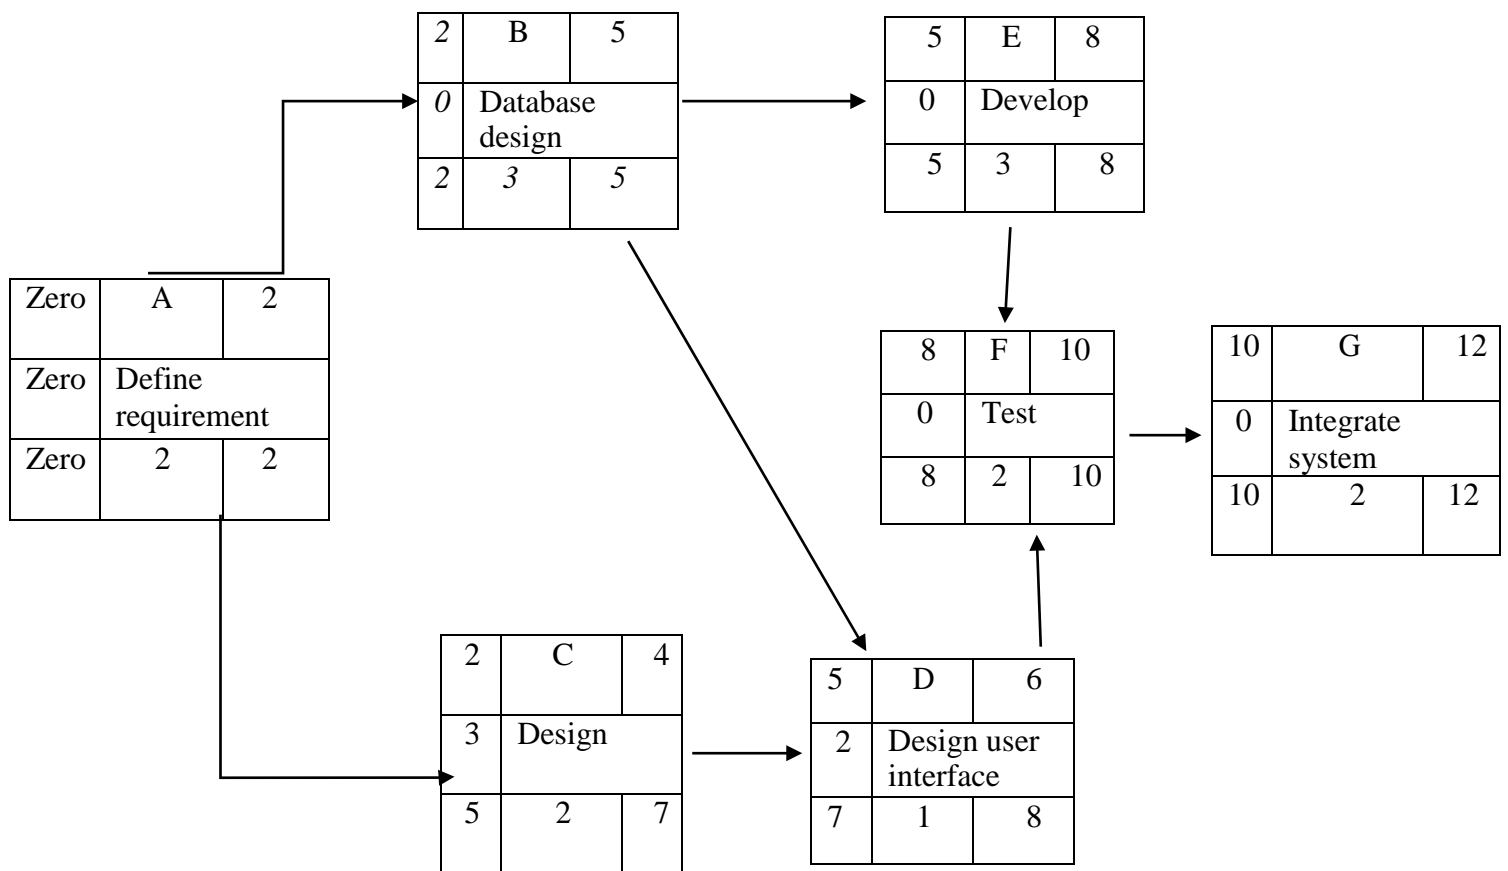 2 B 5
0 Database
design
2 3 5
5 E 8
0 Develop
5 3 8
Zero A 2
Zero Define
requirement
Zero 2 2
8 F 10
0 Test
8 2 10
10 G 12
0 Integrate
system
10 2 12
2 C 4
3 Design
5 2 7
5 D 6
2 Design user
interface
7 1 8